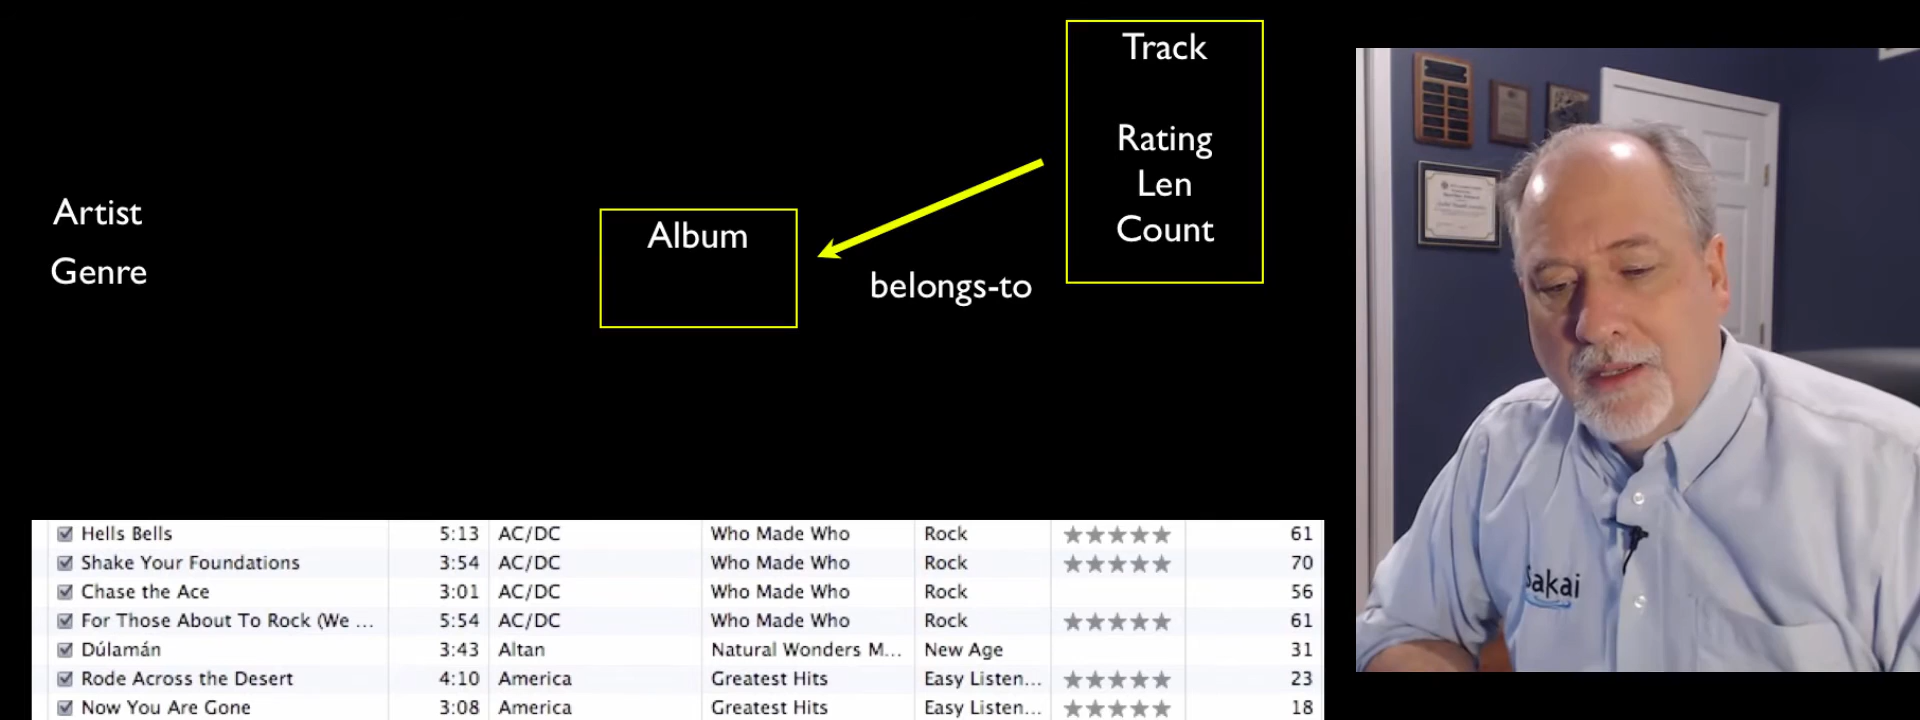 Track
Rating
Len
Count
Artist
Genre
Album
belongs-to
Hells Bells 5:13 AC/DC Who Made Who Rock ★★★★★ 61
Shake Your Foundations 3:54 AC/DC Who Made Who Rock ★★★★★ 70
Chase the Ace 3:01 AC/DC Who Made Who Rock 56
For Those About To Rock (We ... 5:54 AC/DC Who Made Who Rock ★★★★★ 61
Dúlamán 3:43 Altan Natural Wonders M... New Age 31
Rode Across the Desert 4:10 America Greatest Hits Easy Listen... ★★★★★ 23
Now You Are Gone 3:08 America Greatest Hits Easy Listen... ★★★★★ 18
sakai